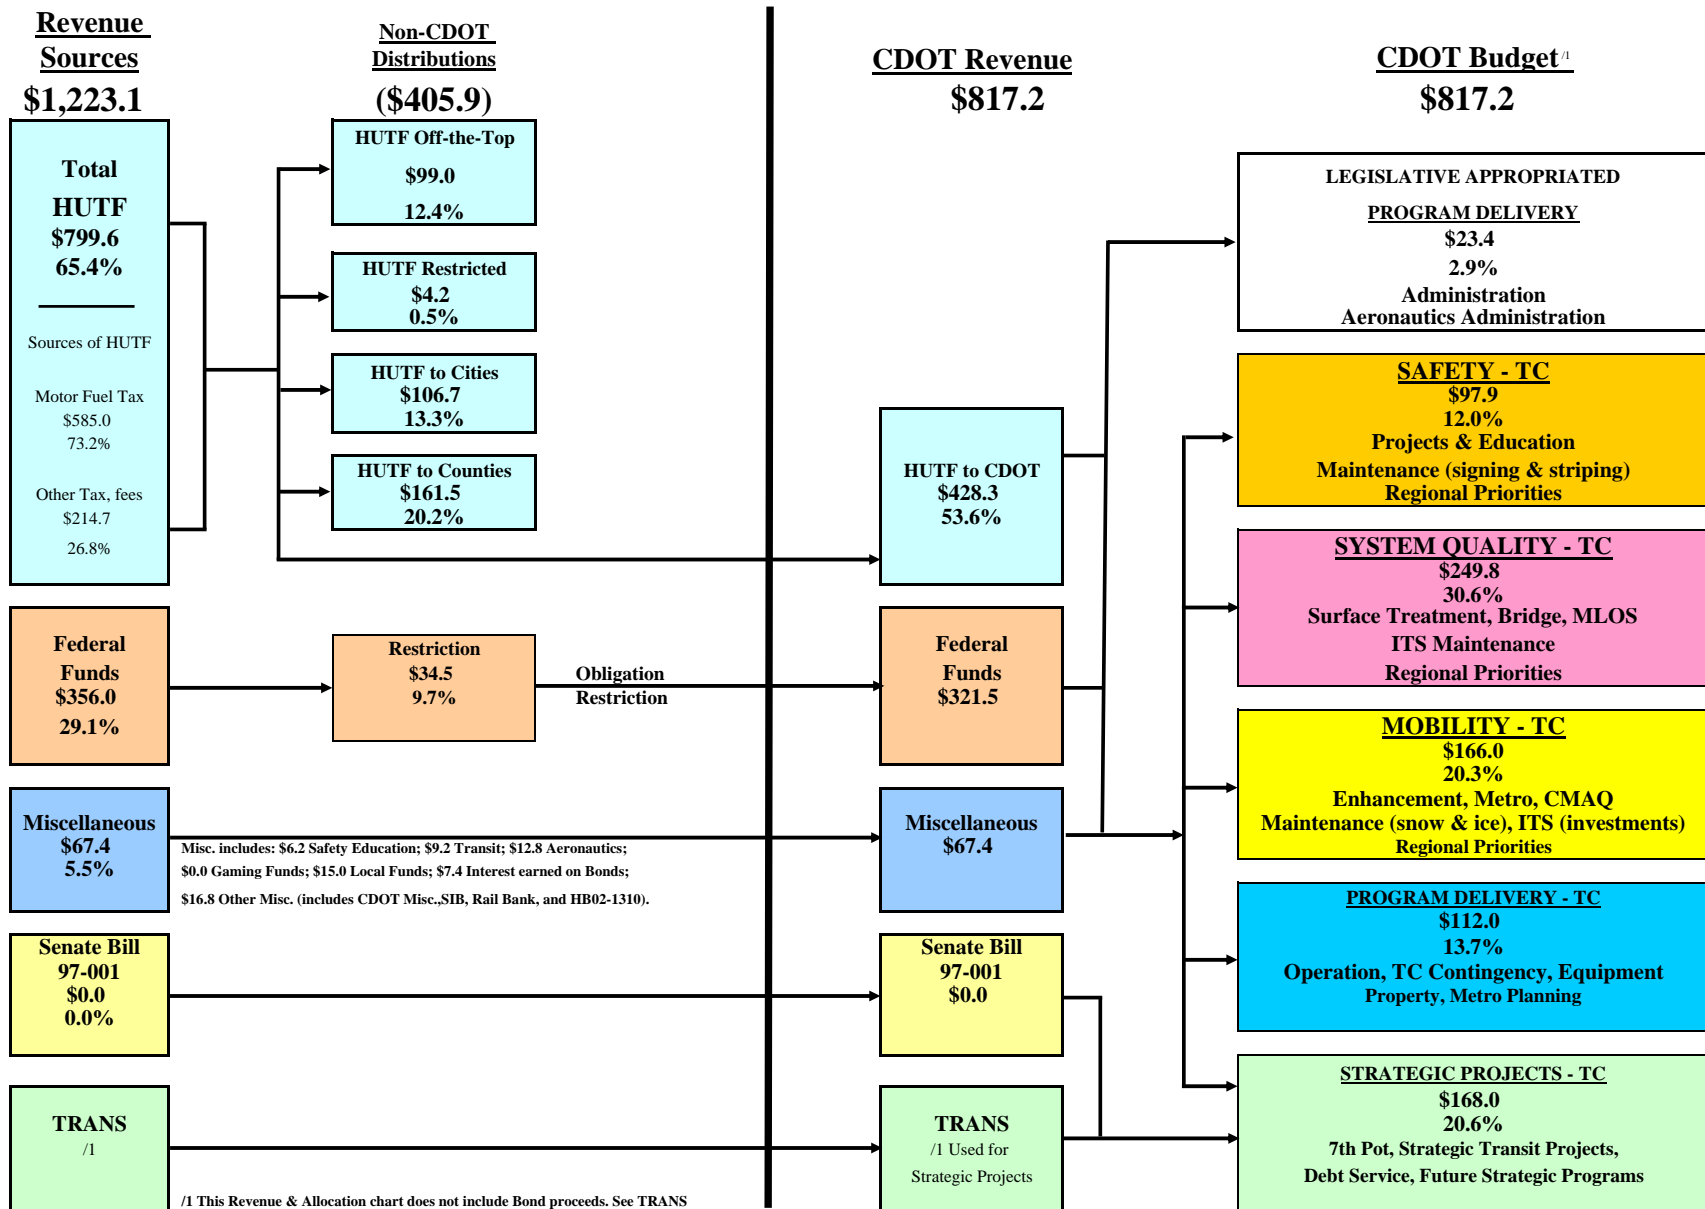 Revenue
Sources
$1,223.1
Non-CDOT
Distributions
($405.9)
CDOT Revenue
$817.2
CDOT Budget /1
$817.2
Total
HUTF
$799.6
65.4%
Sources of HUTF
Motor Fuel Tax
$585.0
73.2%
Other Tax, fees
$214.7
26.8%
HUTF Off-the-Top
$99.0
12.4%
HUTF Restricted
$4.2
0.5%
HUTF to Cities
$106.7
13.3%
HUTF to Counties
$161.5
20.2%
HUTF to CDOT
$428.3
53.6%
LEGISLATIVE APPROPRIATED
PROGRAM DELIVERY
$23.4
2.9%
Administration
Aeronautics Administration
SAFETY - TC
$97.9
12.0%
Projects & Education
Maintenance (signing & striping)
Regional Priorities
SYSTEM QUALITY - TC
$249.8
30.6%
Surface Treatment, Bridge, MLOS
ITS Maintenance
Regional Priorities
Federal
Funds
$356.0
29.1%
Restriction
$34.5
9.7%
Obligation
Restriction
Federal
Funds
$321.5
MOBILITY - TC
$166.0
20.3%
Enhancement, Metro, CMAQ
Maintenance (snow & ice), ITS (investments)
Regional Priorities
Miscellaneous
$67.4
5.5%
Misc. includes: $6.2 Safety Education; $9.2 Transit; $12.8 Aeronautics;
$0.0 Gaming Funds; $15.0 Local Funds; $7.4 Interest earned on Bonds;
$16.8 Other Misc. (includes CDOT Misc.,SIB, Rail Bank, and HB02-1310).
Miscellaneous
$67.4
PROGRAM DELIVERY - TC
$112.0
13.7%
Operation, TC Contingency, Equipment
Property, Metro Planning
Senate Bill
97-001
$0.0
0.0%
Senate Bill
97-001
$0.0
STRATEGIC PROJECTS - TC
$168.0
20.6%
7th Pot, Strategic Transit Projects,
Debt Service, Future Strategic Programs
TRANS
/1
TRANS
/1 Used for
Strategic Projects
/1 This Revenue & Allocation chart does not include Bond proceeds. See TRANS